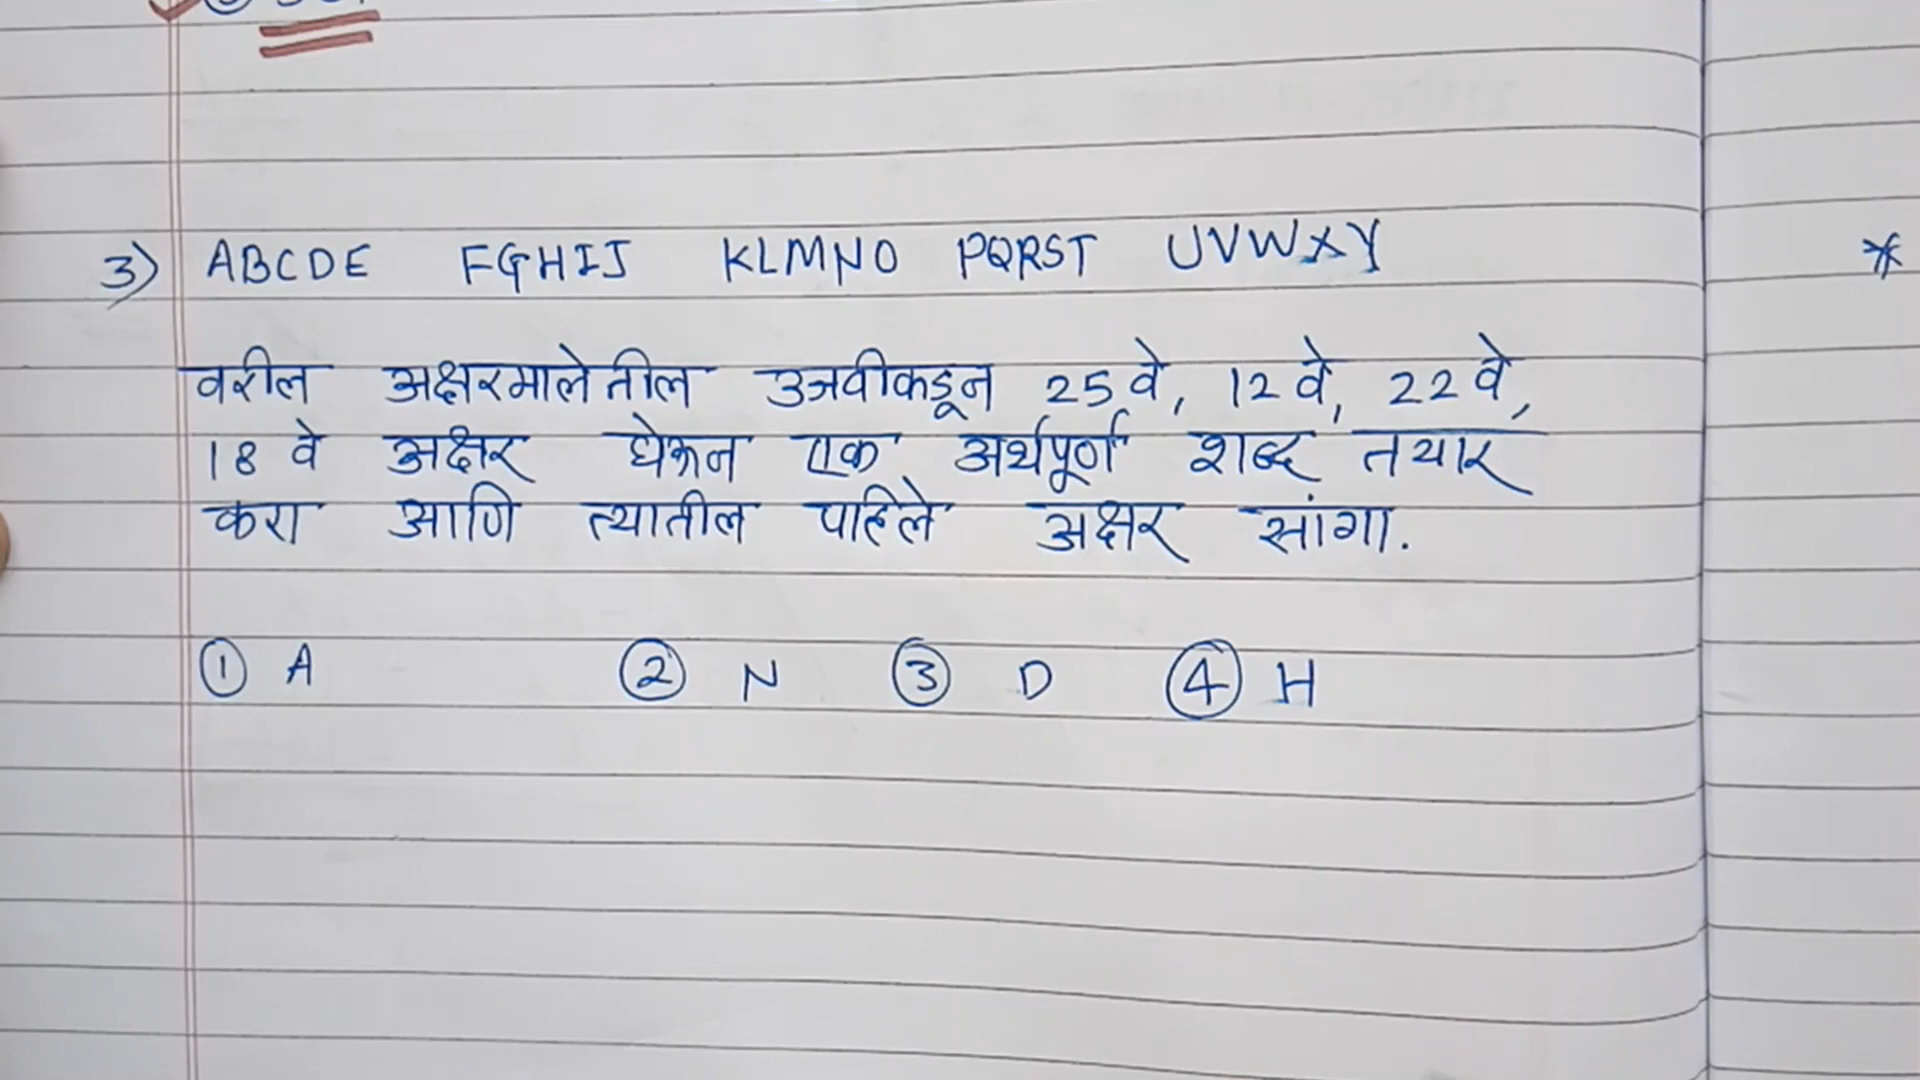 3) ABCDE FGHIJ KLMNO PQRST UVWXY *
वरील अक्षरमालेतील उजवीकडून 25 वे, 12 वे, 22 वे,
18 वे अक्षर घेऊन एक अर्थपूर्ण शब्द तयार
करा आणि त्यातील पहिले अक्षर सांगा.
① A ② N ③ D ④ H